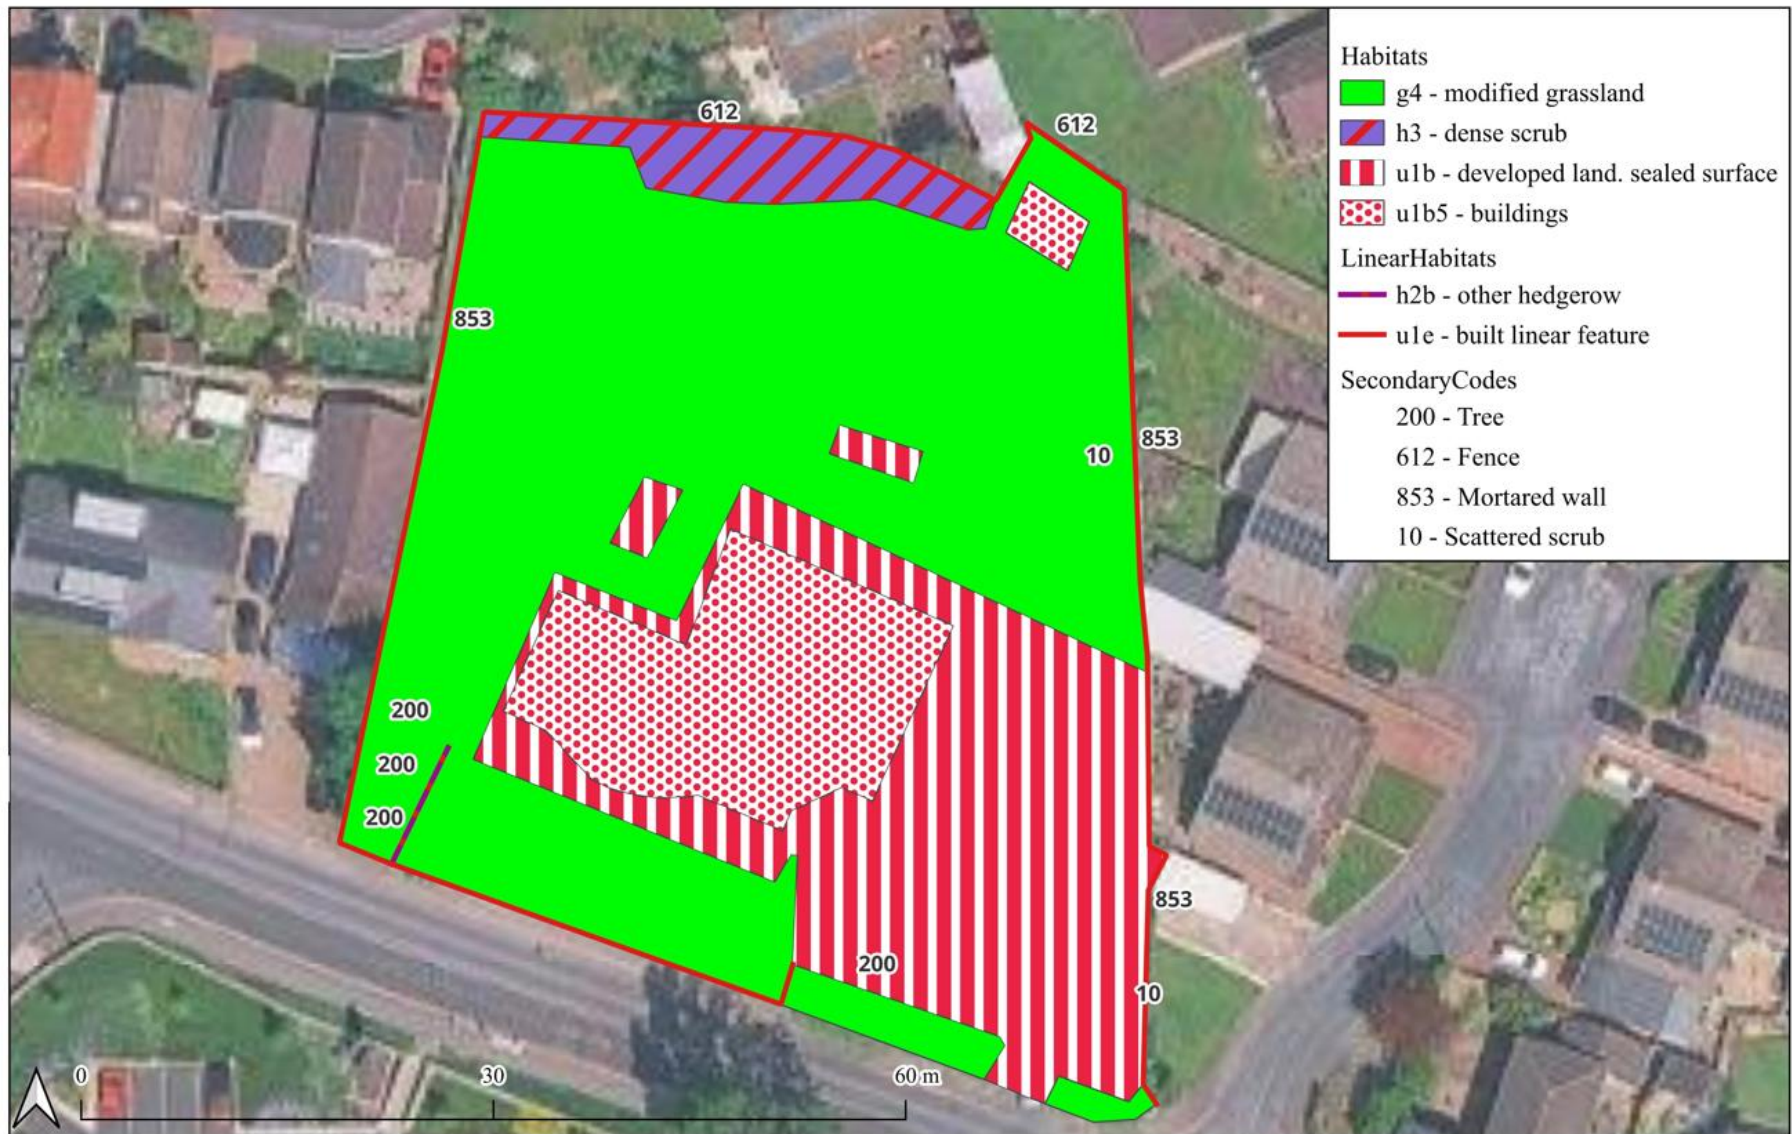 Habitats
g4 - modified grassland
h3 - dense scrub
u1b - developed land. sealed surface
u1b5 - buildings
LinearHabitats
h2b - other hedgerow
u1e - built linear feature
SecondaryCodes
200 - Tree
612 - Fence
853 - Mortared wall
10 - Scattered scrub
612
612
853
853
10
200
200
200
853
200
10
0
30
60 m